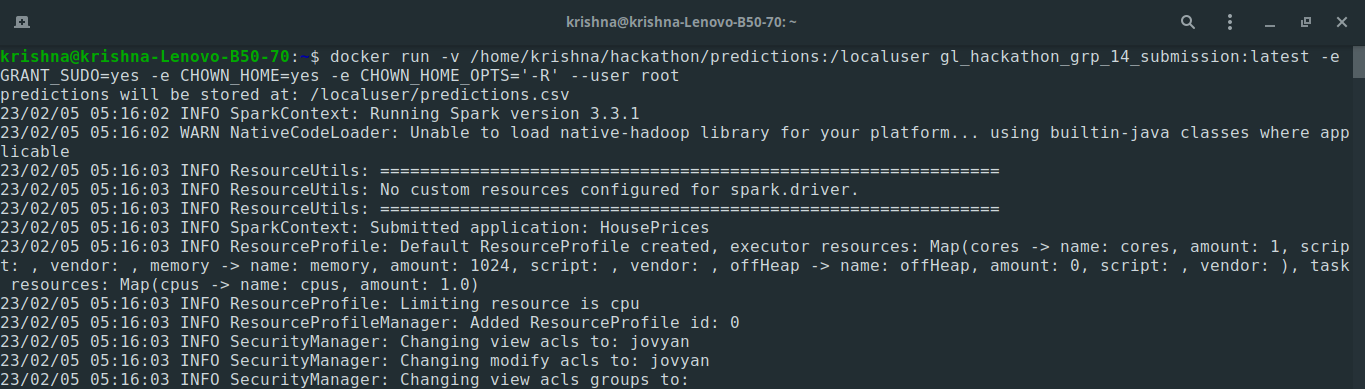 krishna@krishna-Lenovo-B50-70: ~
krishna@krishna-Lenovo-B50-70:~$ docker run -v /home/krishna/hackathon/predictions:/localuser gl_hackathon_grp_14_submission:latest -e
GRANT_SUDO=yes -e CHOWN_HOME=yes -e CHOWN_HOME_OPTS='-R' --user root
predictions will be stored at: /localuser/predictions.csv
23/02/05 05:16:02 INFO SparkContext: Running Spark version 3.3.1
23/02/05 05:16:02 WARN NativeCodeLoader: Unable to load native-hadoop library for your platform... using builtin-java classes where app
licable
23/02/05 05:16:03 INFO ResourceUtils: ==============================================================
23/02/05 05:16:03 INFO ResourceUtils: No custom resources configured for spark.driver.
23/02/05 05:16:03 INFO ResourceUtils: ==============================================================
23/02/05 05:16:03 INFO SparkContext: Submitted application: HousePrices
23/02/05 05:16:03 INFO ResourceProfile: Default ResourceProfile created, executor resources: Map(cores -> name: cores, amount: 1, scrip
t: , vendor: , memory -> name: memory, amount: 1024, script: , vendor: , offHeap -> name: offHeap, amount: 0, script: , vendor: ), task
 resources: Map(cpus -> name: cpus, amount: 1.0)
23/02/05 05:16:03 INFO ResourceProfile: Limiting resource is cpu
23/02/05 05:16:03 INFO ResourceProfileManager: Added ResourceProfile id: 0
23/02/05 05:16:03 INFO SecurityManager: Changing view acls to: jovyan
23/02/05 05:16:03 INFO SecurityManager: Changing modify acls to: jovyan
23/02/05 05:16:03 INFO SecurityManager: Changing view acls groups to: